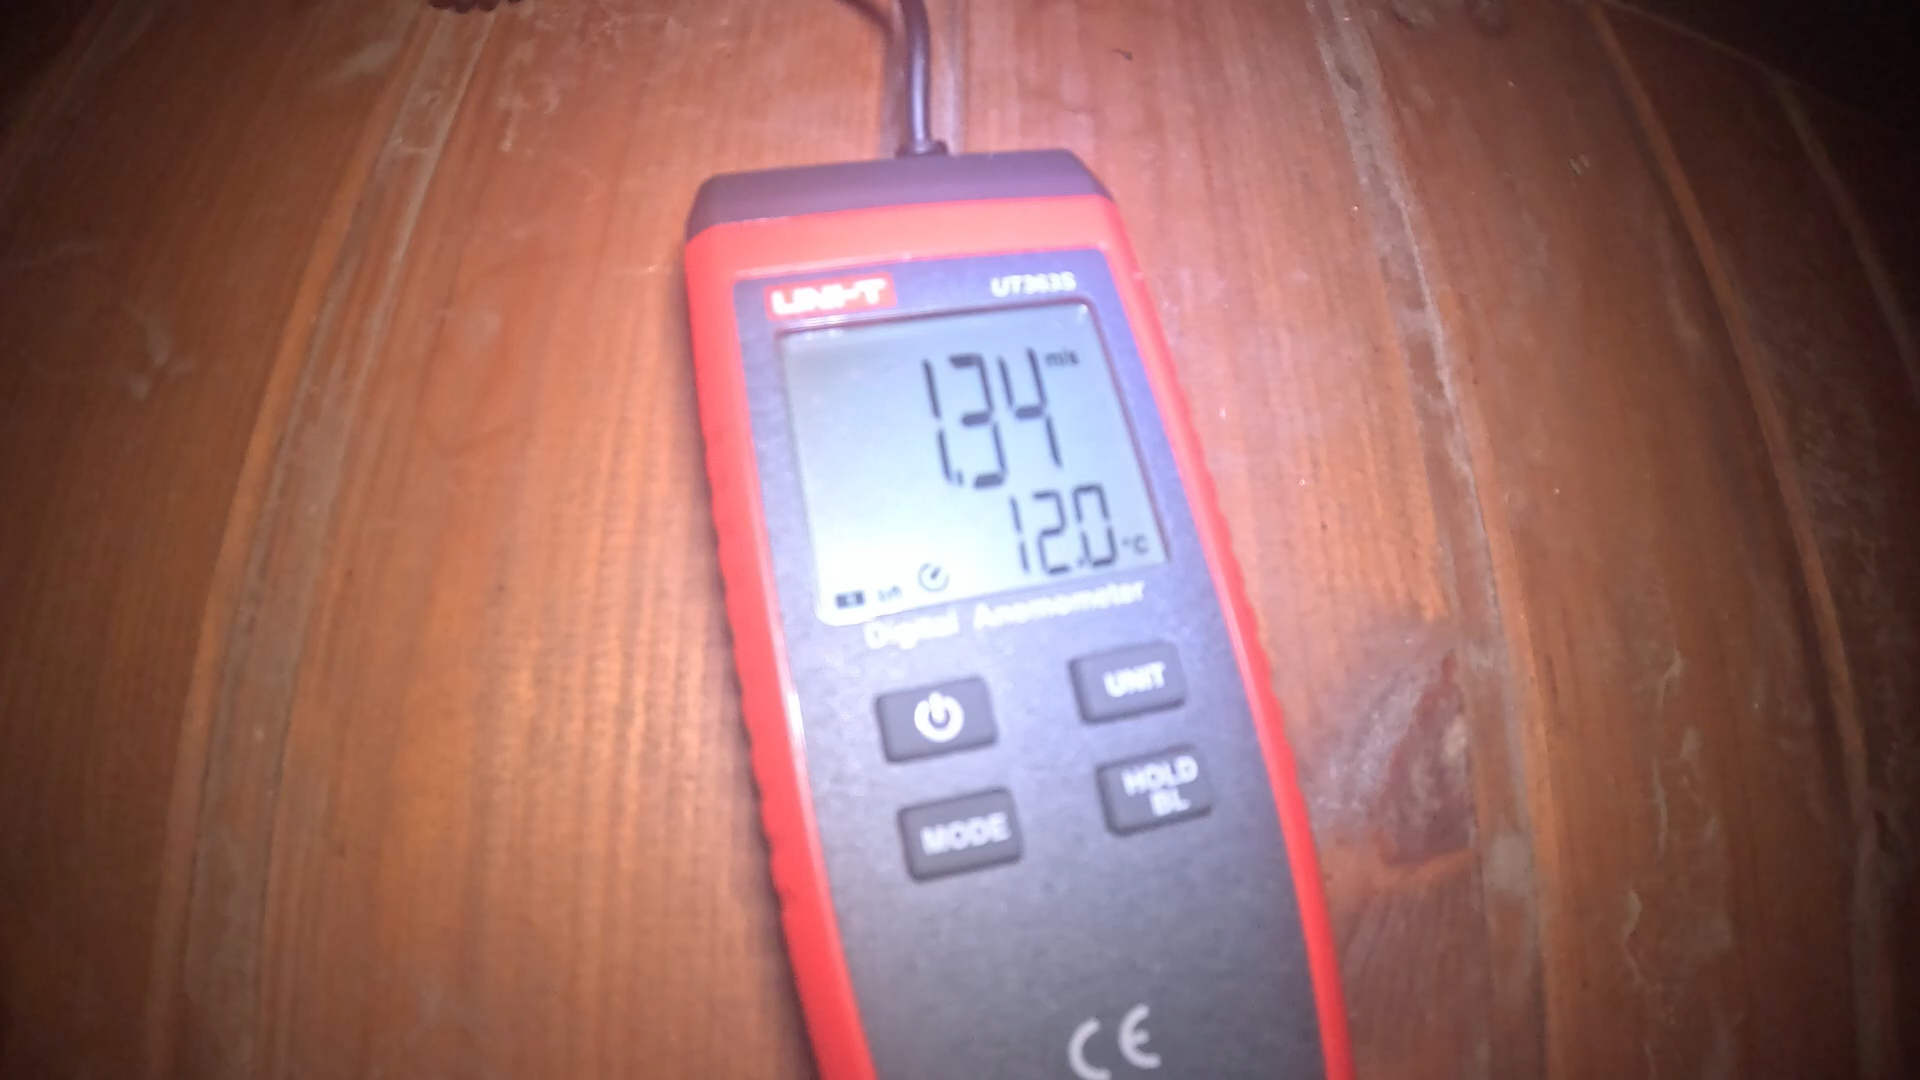 UNI-T UT363S
1.34 m/s
12.0 °C
Digital Anemometer
UNIT
MODE
HOLD
BL
CE